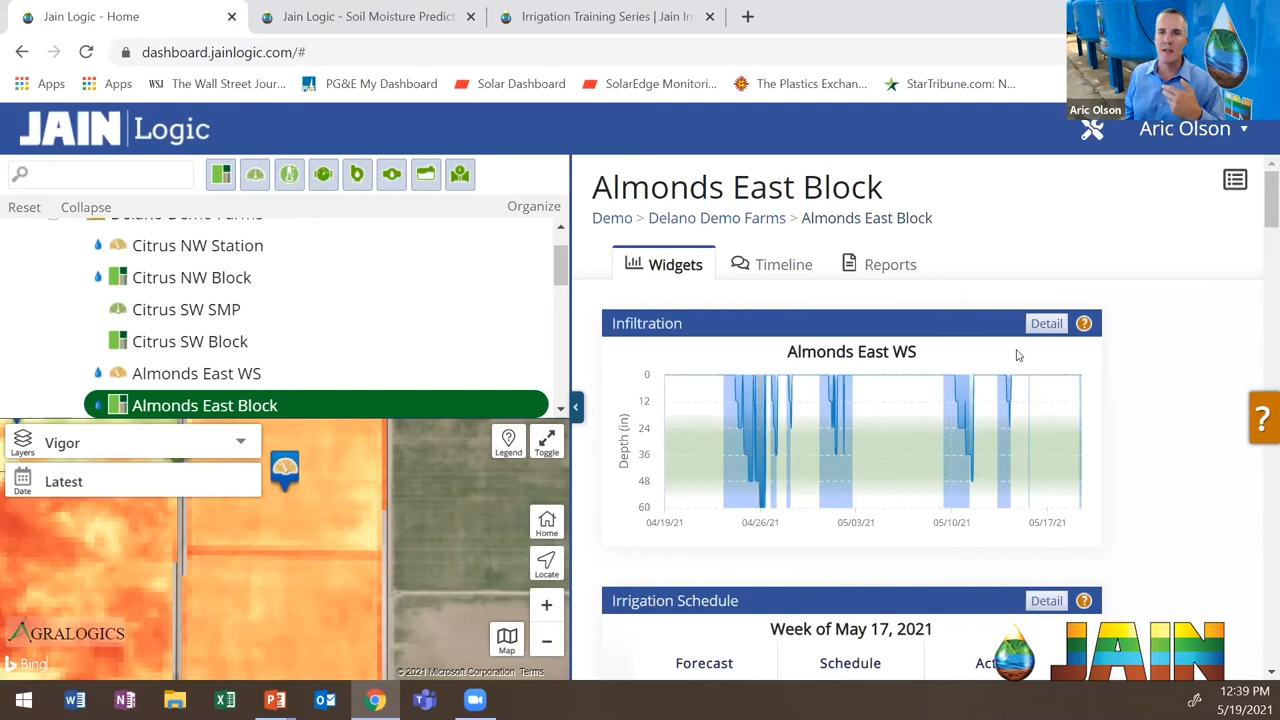 Jain Logic - Home
Jain Logic - Soil Moisture Predict
Irrigation Training Series | Jain Irr
dashboard.jainlogic.com/#
Apps
Apps
WSJ
The Wall Street Jour...
PG&E My Dashboard
Solar Dashboard
SolarEdge Monitori...
The Plastics Exchan...
StarTribune.com: NO...
Aric Olson
JAIN Logic
Aric Olson
Reset
Collapse
Organize
Delano Demo Farms
Citrus NW Station
Citrus NW Block
Citrus SW SMP
Citrus SW Block
Almonds East WS
Almonds East Block
Layers
Vigor
Date
Latest
Legend
Toggle
Home
Locate
+
−
Map
AGRALOGICS
Bing
©2021 Microsoft Corporation Terms
Almonds East Block
Demo > Delano Demo Farms > Almonds East Block
Widgets
Timeline
Reports
Infiltration
Detail
?
Almonds East WS
Depth (in)
0
12
24
36
48
60
04/19/21
04/26/21
05/03/21
05/10/21
05/17/21
?
Irrigation Schedule
Detail
?
Week of May 17, 2021
Forecast
Schedule
JAIN
12:39 PM
5/19/2021